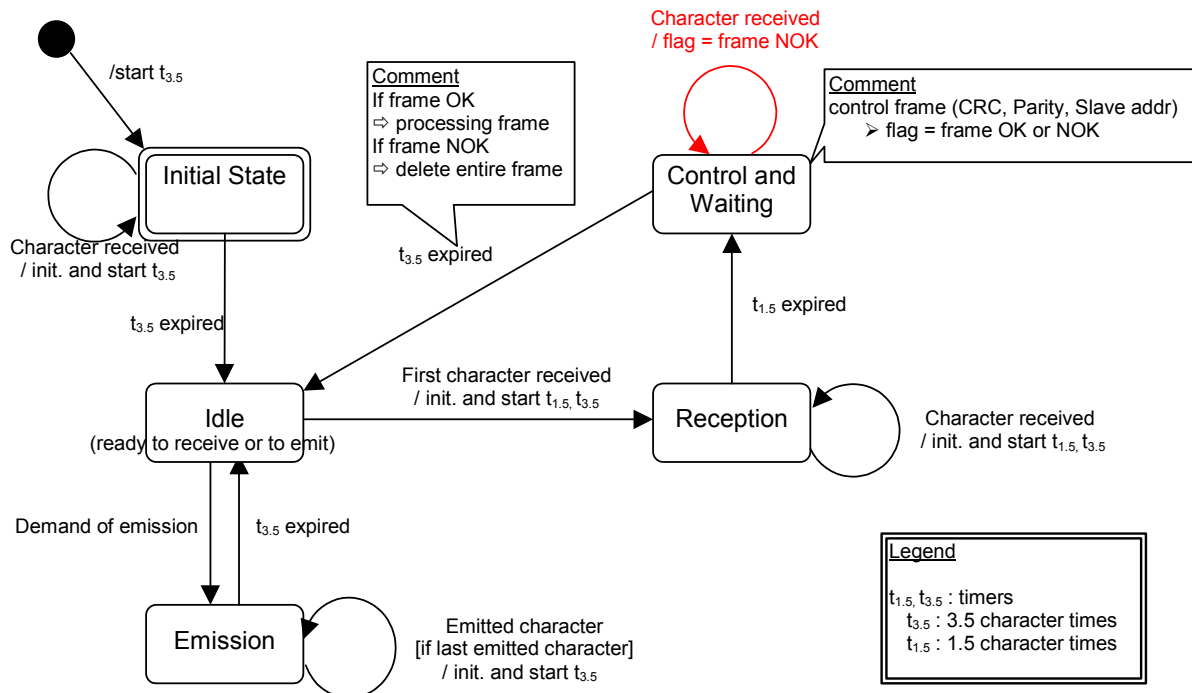 Character received
/ flag = frame NOK
/start t3.5
Comment
If frame OK
⇨ processing frame
If frame NOK
⇨ delete entire frame
Comment
control frame (CRC, Parity, Slave addr)
➢ flag = frame OK or NOK
Initial State
Control and
Waiting
Character received
/ init. and start t3.5
t3.5 expired
t3.5 expired
t1.5 expired
First character received
/ init. and start t1.5, t3.5
Idle
(ready to receive or to emit)
Reception
Character received
/ init. and start t1.5, t3.5
Demand of emission
t3.5 expired
Emission
Emitted character
[if last emitted character]
/ init. and start t3.5
Legend
t1.5, t3.5 : timers
t3.5 : 3.5 character times
t1.5 : 1.5 character times